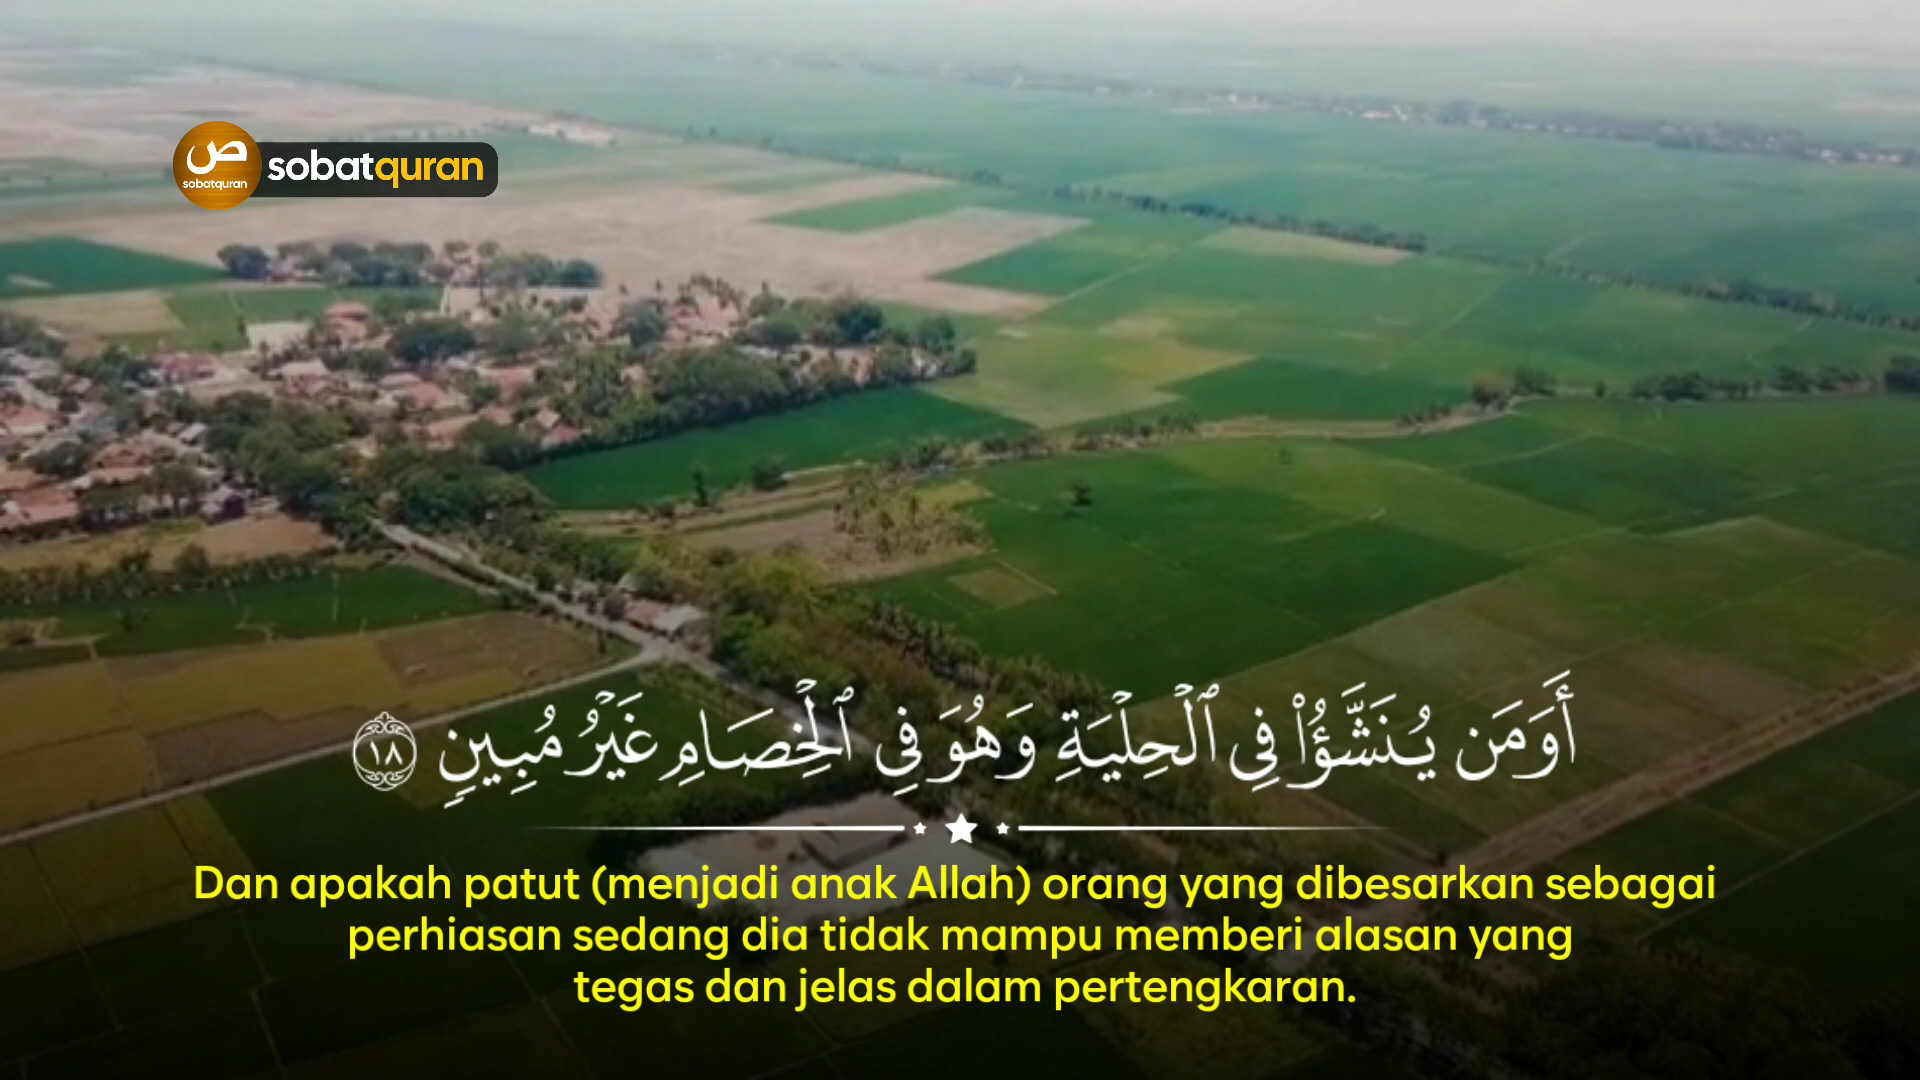 ص
sobatquran
sobatquran
أَوَمَن يُنَشَّؤُا۟ فِى ٱلْحِلْيَةِ وَهُوَ فِى ٱلْخِصَامِ غَيْرُ مُبِينٍ ١٨
Dan apakah patut (menjadi anak Allah) orang yang dibesarkan sebagai
perhiasan sedang dia tidak mampu memberi alasan yang
tegas dan jelas dalam pertengkaran.